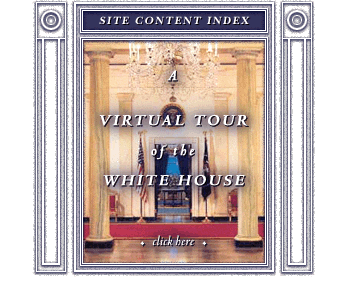 SITE CONTENT INDEX
A
VIRTUAL TOUR
of the
WHITE HOUSE
click here